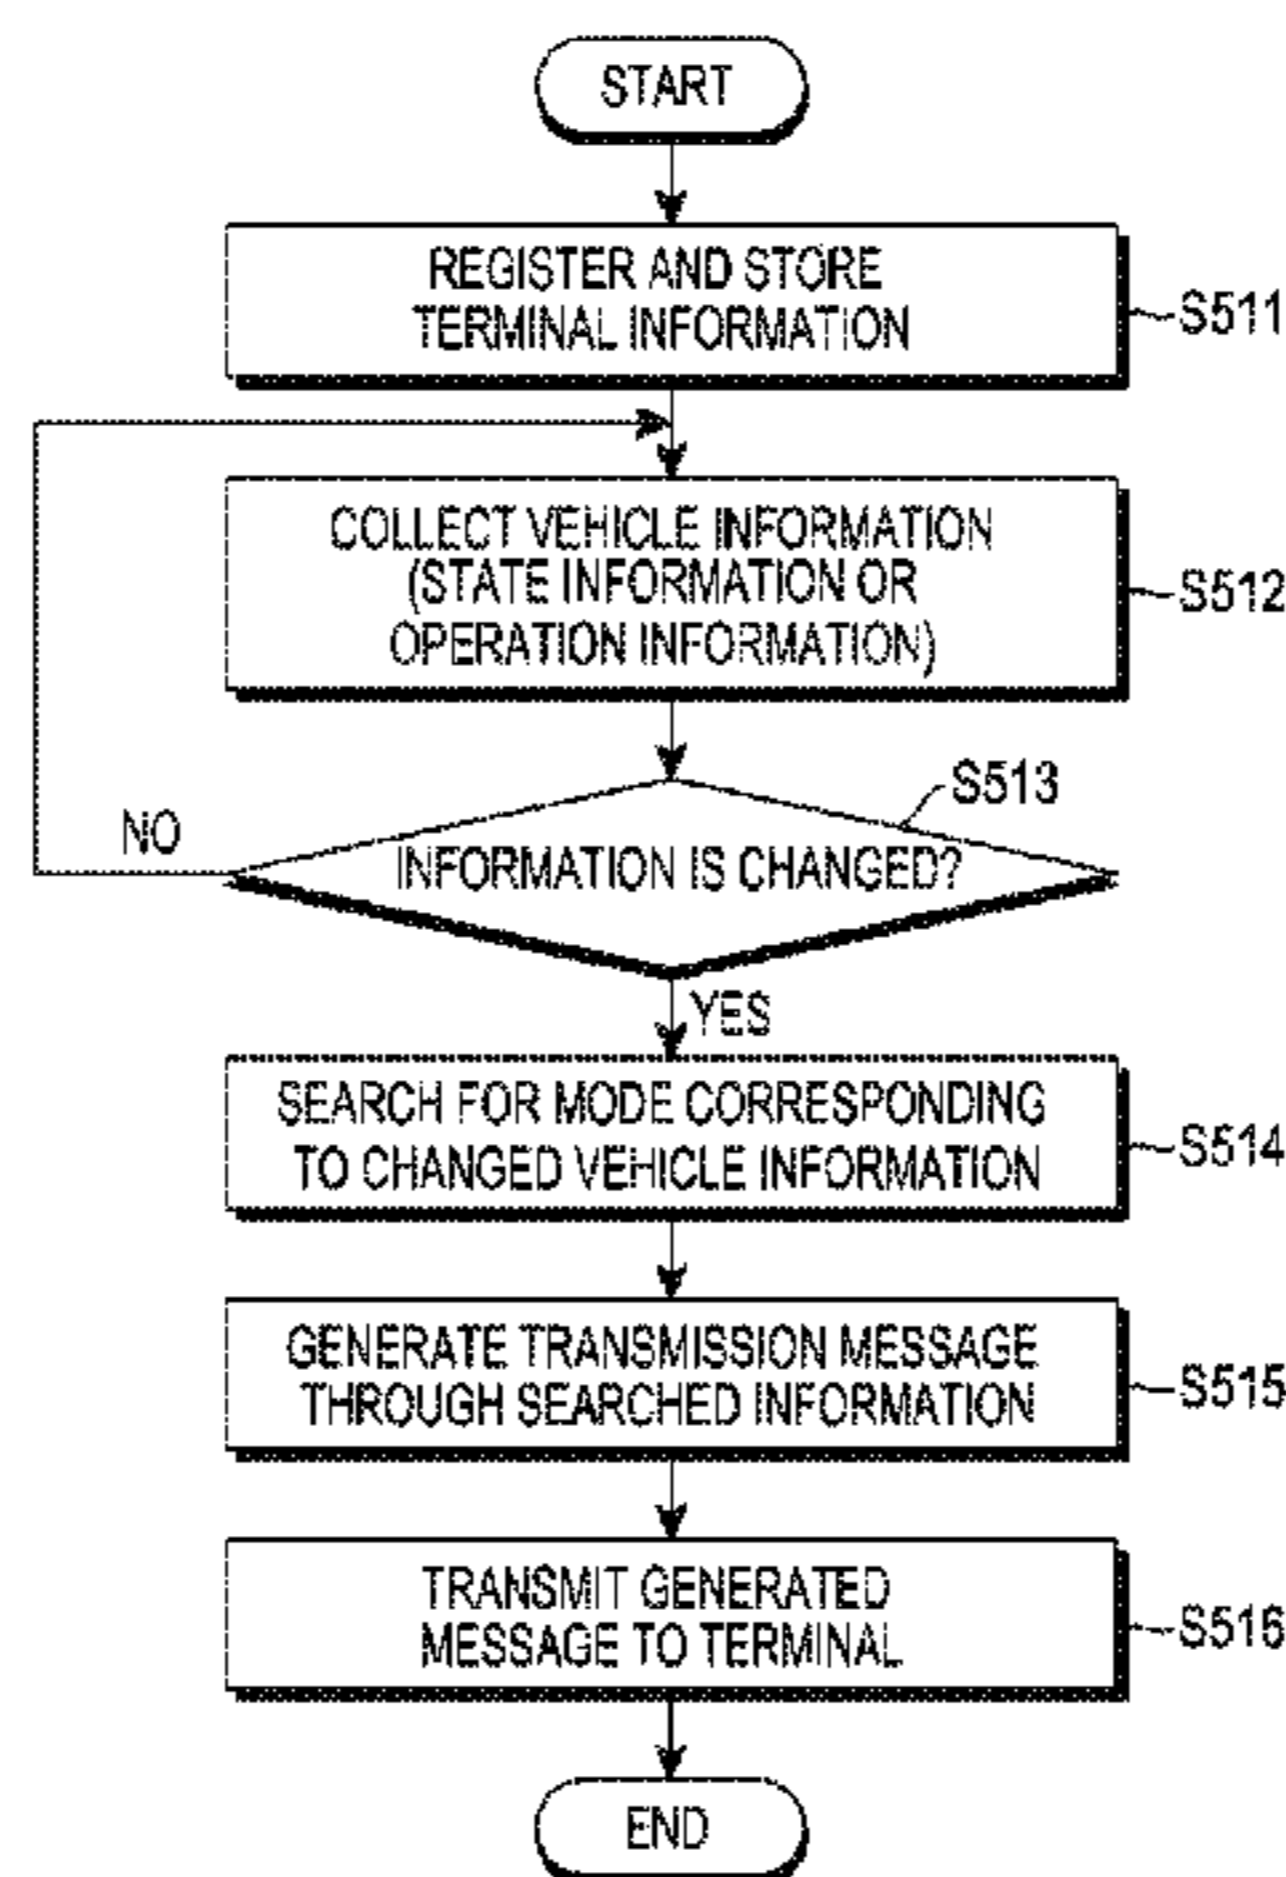 START
REGISTER AND STORE
TERMINAL INFORMATION
S511
COLLECT VEHICLE INFORMATION
(STATE INFORMATION OR
OPERATION INFORMATION)
S512
S513
NO
INFORMATION IS CHANGED?
YES
SEARCH FOR MODE CORRESPONDING
TO CHANGED VEHICLE INFORMATION
S514
GENERATE TRANSMISSION MESSAGE
THROUGH SEARCHED INFORMATION
S515
TRANSMIT GENERATED
MESSAGE TO TERMINAL
S516
END